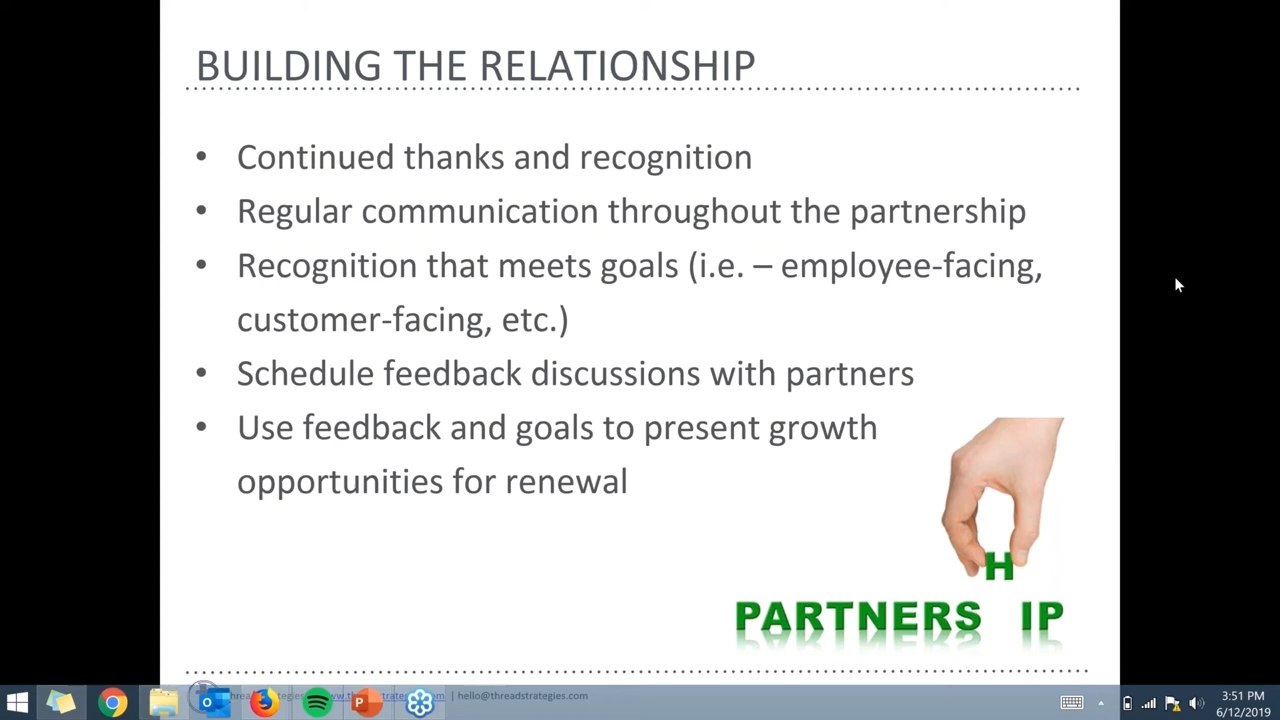 BUILDING THE RELATIONSHIP
• Continued thanks and recognition
• Regular communication throughout the partnership
• Recognition that meets goals (i.e. – employee-facing,
customer-facing, etc.)
• Schedule feedback discussions with partners
• Use feedback and goals to present growth
opportunities for renewal
H
PARTNERS IP
| hello@threadstrategies.com
3:51 PM
6/12/2019